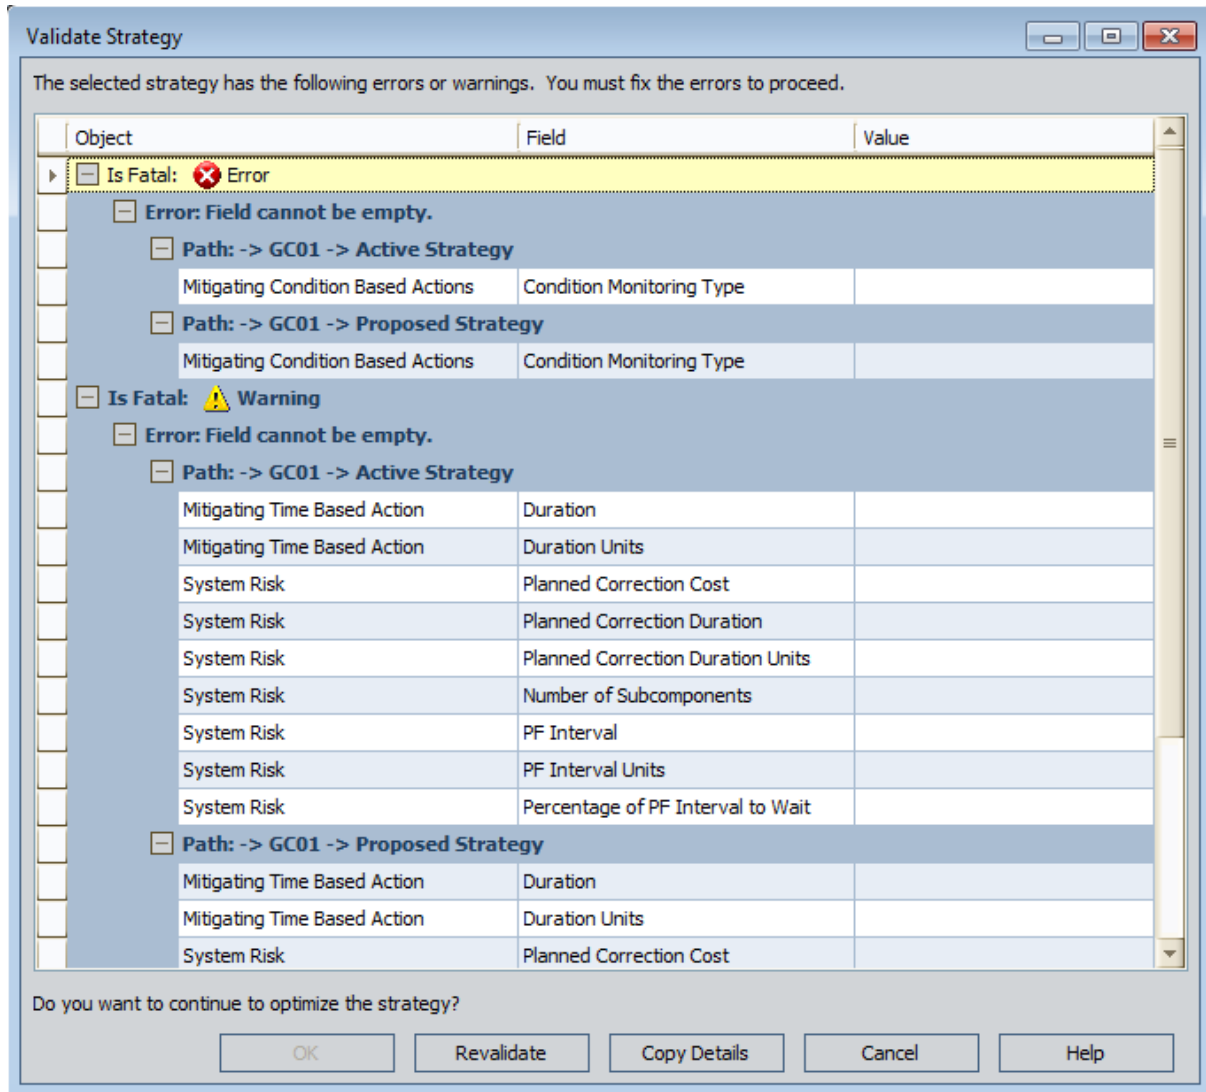 Validate Strategy
The selected strategy has the following errors or warnings.  You must fix the errors to proceed.
Object Field Value
Is Fatal: Error
Error: Field cannot be empty.
Path: -> GC01 -> Active Strategy
Mitigating Condition Based Actions Condition Monitoring Type
Path: -> GC01 -> Proposed Strategy
Mitigating Condition Based Actions Condition Monitoring Type
Is Fatal: Warning
Error: Field cannot be empty.
Path: -> GC01 -> Active Strategy
Mitigating Time Based Action Duration
Mitigating Time Based Action Duration Units
System Risk Planned Correction Cost
System Risk Planned Correction Duration
System Risk Planned Correction Duration Units
System Risk Number of Subcomponents
System Risk PF Interval
System Risk PF Interval Units
System Risk Percentage of PF Interval to Wait
Path: -> GC01 -> Proposed Strategy
Mitigating Time Based Action Duration
Mitigating Time Based Action Duration Units
System Risk Planned Correction Cost
Do you want to continue to optimize the strategy?
OK Revalidate Copy Details Cancel Help